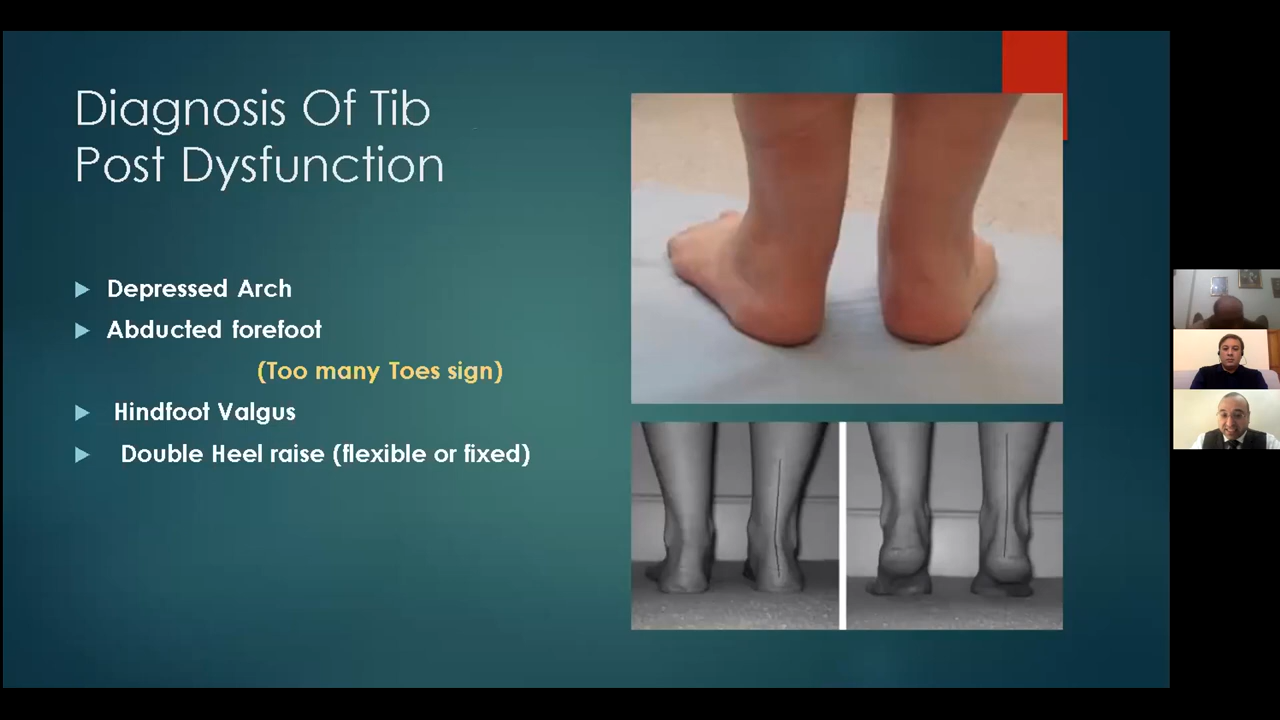 Diagnosis Of Tib
Post Dysfunction
Depressed Arch
Abducted forefoot
(Too many Toes sign)
Hindfoot Valgus
Double Heel raise (flexible or fixed)